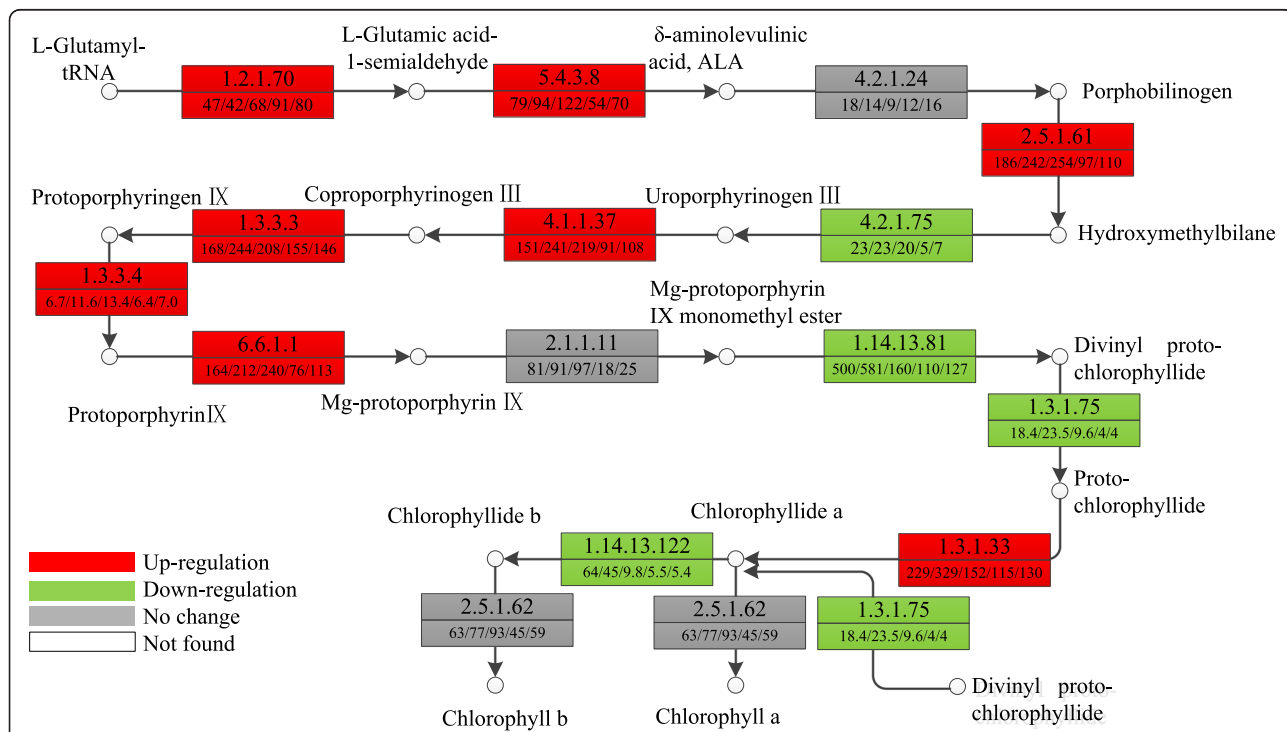 L-Glutamyl-
tRNA
1.2.1.70
47/42/68/91/80
L-Glutamic acid-
1-semialdehyde
5.4.3.8
79/94/122/54/70
δ-aminolevulinic
acid, ALA
4.2.1.24
18/14/9/12/16
Porphobilinogen
2.5.1.61
186/242/254/97/110
Protoporphyringen Ⅸ
1.3.3.3
168/244/208/155/146
Coproporphyrinogen Ⅲ
4.1.1.37
151/241/219/91/108
Uroporphyrinogen Ⅲ
4.2.1.75
23/23/20/5/7
Hydroxymethylbilane
1.3.3.4
6.7/11.6/13.4/6.4/7.0
Protoporphyrin Ⅸ
6.6.1.1
164/212/240/76/113
Mg-protoporphyrin Ⅸ
2.1.1.11
81/91/97/18/25
Mg-protoporphyrin
IX monomethyl ester
1.14.13.81
500/581/160/110/127
Divinyl proto-
chlorophyllide
1.3.1.75
18.4/23.5/9.6/4/4
Proto-
chlorophyllide
Chlorophyllide b
1.14.13.122
64/45/9.8/5.5/5.4
Chlorophyllide a
1.3.1.33
229/329/152/115/130
2.5.1.62
63/77/93/45/59
2.5.1.62
63/77/93/45/59
1.3.1.75
18.4/23.5/9.6/4/4
Chlorophyll b
Chlorophyll a
Divinyl proto-
chlorophyllide
Up-regulation
Down-regulation
No change
Not found